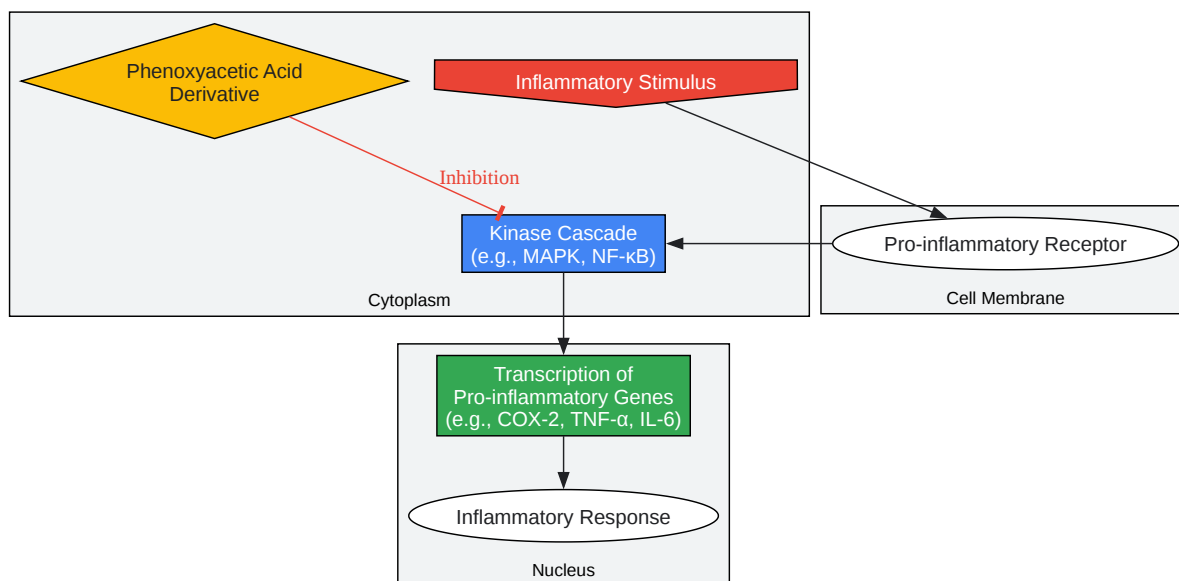 Phenoxyacetic Acid
Derivative
Inflammatory Stimulus
Inhibition
Kinase Cascade
(e.g., MAPK, NF-κB)
Pro-inflammatory Receptor
Cytoplasm
Cell Membrane
Transcription of
Pro-inflammatory Genes
(e.g., COX-2, TNF-α, IL-6)
Inflammatory Response
Nucleus